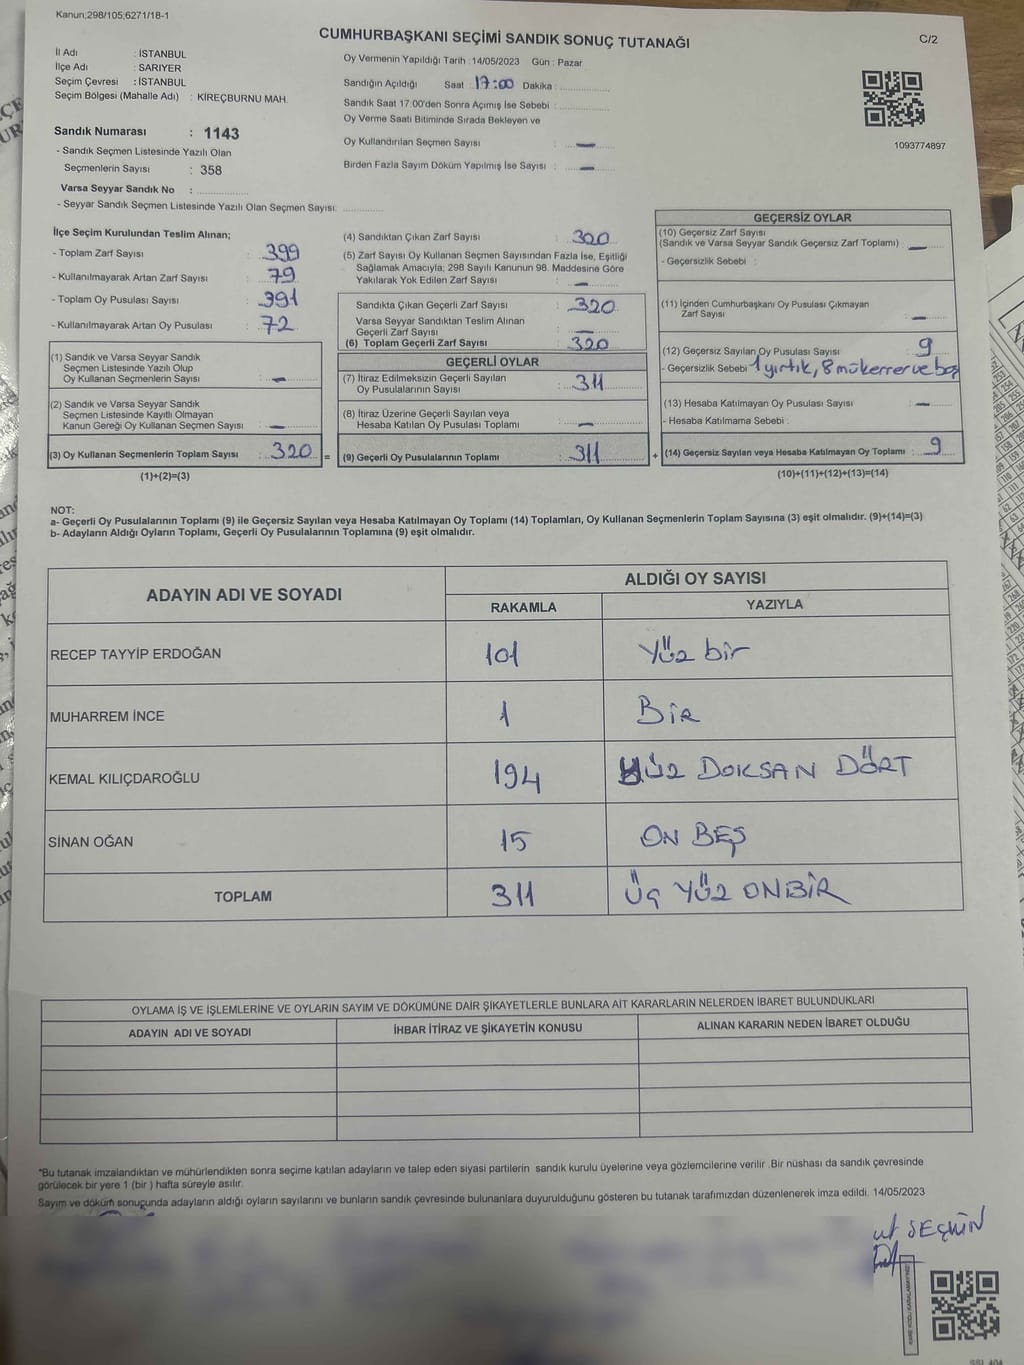 Kanun;298/105;6271/18-1
CUMHURBAŞKANI SEÇİMİ SANDIK SONUÇ TUTANAĞI
C/2
İl Adı : İSTANBUL
İlçe Adı : SARIYER
Seçim Çevresi : İSTANBUL
Seçim Bölgesi (Mahalle Adı) : KİREÇBURNU MAH.
Sandık Numarası : 1143
- Sandık Seçmen Listesinde Yazılı Olan
Seçmenlerin Sayısı : 358
Varsa Seyyar Sandık No :
- Seyyar Sandık Seçmen Listesinde Yazılı Olan Seçmen Sayısı:
Oy Vermenin Yapıldığı Tarih :14/05/2023 Gün : Pazar
Sandığın Açıldığı Saat : 17:00 Dakika :
Sandık Saat 17.00'den Sonra Açımış İse Sebebi :
Oy Verme Saati Bitiminde Sırada Bekleyen ve
Oy Kullandırılan Seçmen Sayısı : —
Birden Fazla Sayım Döküm Yapılmış İse Sayısı : —
1093774897
İlçe Seçim Kurulundan Teslim Alınan;
- Toplam Zarf Sayısı : 399
- Kullanılmayarak Artan Zarf Sayısı : 79
- Toplam Oy Pusulası Sayısı : 391
- Kullanılmayarak Artan Oy Pusulası : 72
(1) Sandık ve Varsa Seyyar Sandık
Seçmen Listesinde Yazılı Olup
Oy Kullanan Seçmenlerin Sayısı : —
(2) Sandık ve Varsa Seyyar Sandık
Seçmen Listesinde Kayıtlı Olmayan
Kanun Gereği Oy Kullanan Seçmen Sayısı : —
(3) Oy Kullanan Seçmenlerin Toplam Sayısı : 320 =
(1)+(2)=(3)
(4) Sandıktan Çıkan Zarf Sayısı : 320
(5) Zarf Sayısı Oy Kullanan Seçmen Sayısından Fazla İse, Eşitliği
Sağlamak Amacıyla; 298 Sayılı Kanunun 98. Maddesine Göre
Yakılarak Yok Edilen Zarf Sayısı : —
Sandıkta Çıkan Geçerli Zarf Sayısı : 320
Varsa Seyyar Sandıktan Teslim Alınan
Geçerli Zarf Sayısı : —
(6) Toplam Geçerli Zarf Sayısı : 320
GEÇERLİ OYLAR
(7) İtiraz Edilmeksizin Geçerli Sayılan
Oy Pusulalarının Sayısı : 311
(8) İtiraz Üzerine Geçerli Sayılan veya
Hesaba Katılan Oy Pusulası Toplamı : —
(9) Geçerli Oy Pusulalarının Toplamı : 311 +
GEÇERSİZ OYLAR
(10) Geçersiz Zarf Sayısı
(Sandık ve Varsa Seyyar Sandık Geçersiz Zarf Toplamı) : —
- Geçersizlik Sebebi :
(11) İçinden Cumhurbaşkanı Oy Pusulası Çıkmayan
Zarf Sayısı : —
(12) Geçersiz Sayılan Oy Pusulası Sayısı : 9
- Geçersizlik Sebebi : 1 yırtık, 8 mükerrer ve boş
(13) Hesaba Katılmayan Oy Pusulası Sayısı : —
- Hesaba Katılmama Sebebi :
(14) Geçersiz Sayılan veya Hesaba Katılmayan Oy Toplamı : 9
(10)+(11)+(12)+(13)=(14)
NOT:
a- Geçerli Oy Pusulalarının Toplamı (9) ile Geçersiz Sayılan veya Hesaba Katılmayan Oy Toplamı (14) Toplamları, Oy Kullanan Seçmenlerin Toplam Sayısına (3) eşit olmalıdır. (9)+(14)=(3)
b- Adayların Aldığı Oyların Toplamı, Geçerli Oy Pusulalarının Toplamına (9) eşit olmalıdır.
ADAYIN ADI VE SOYADI
ALDIĞI OY SAYISI
RAKAMLA YAZIYLA
RECEP TAYYİP ERDOĞAN 101 Yüz bir
MUHARREM İNCE 1 Bir
KEMAL KILIÇDAROĞLU 194 YÜZ DOKSAN DÖRT
SİNAN OĞAN 15 ON BEŞ
TOPLAM 311 ÜÇ YÜZ ONBİR
OYLAMA İŞ VE İŞLEMLERİNE VE OYLARIN SAYIM VE DÖKÜMÜNE DAİR ŞİKAYETLERLE BUNLARA AİT KARARLARIN NELERDEN İBARET BULUNDUKLARI
ADAYIN ADI VE SOYADI İHBAR İTİRAZ VE ŞİKAYETİN KONUSU ALINAN KARARIN NEDEN İBARET OLDUĞU
*Bu tutanak imzalandıktan ve mühürlendikten sonra seçime katılan adayların ve talep eden siyasi partilerin sandık kurulu üyelerine veya gözlemcilerine verilir .Bir nüshası da sandık çevresinde
görülecek bir yere 1 (bir ) hafta süreyle asılır.
Sayım ve döküm sonuçunda adayların aldığı oyların sayılarını ve bunların sandık çevresinde bulunanlara duyurulduğunu gösteren bu tutanak tarafımızdan düzenlenerek imza edildi. 14/05/2023
SEÇKİN